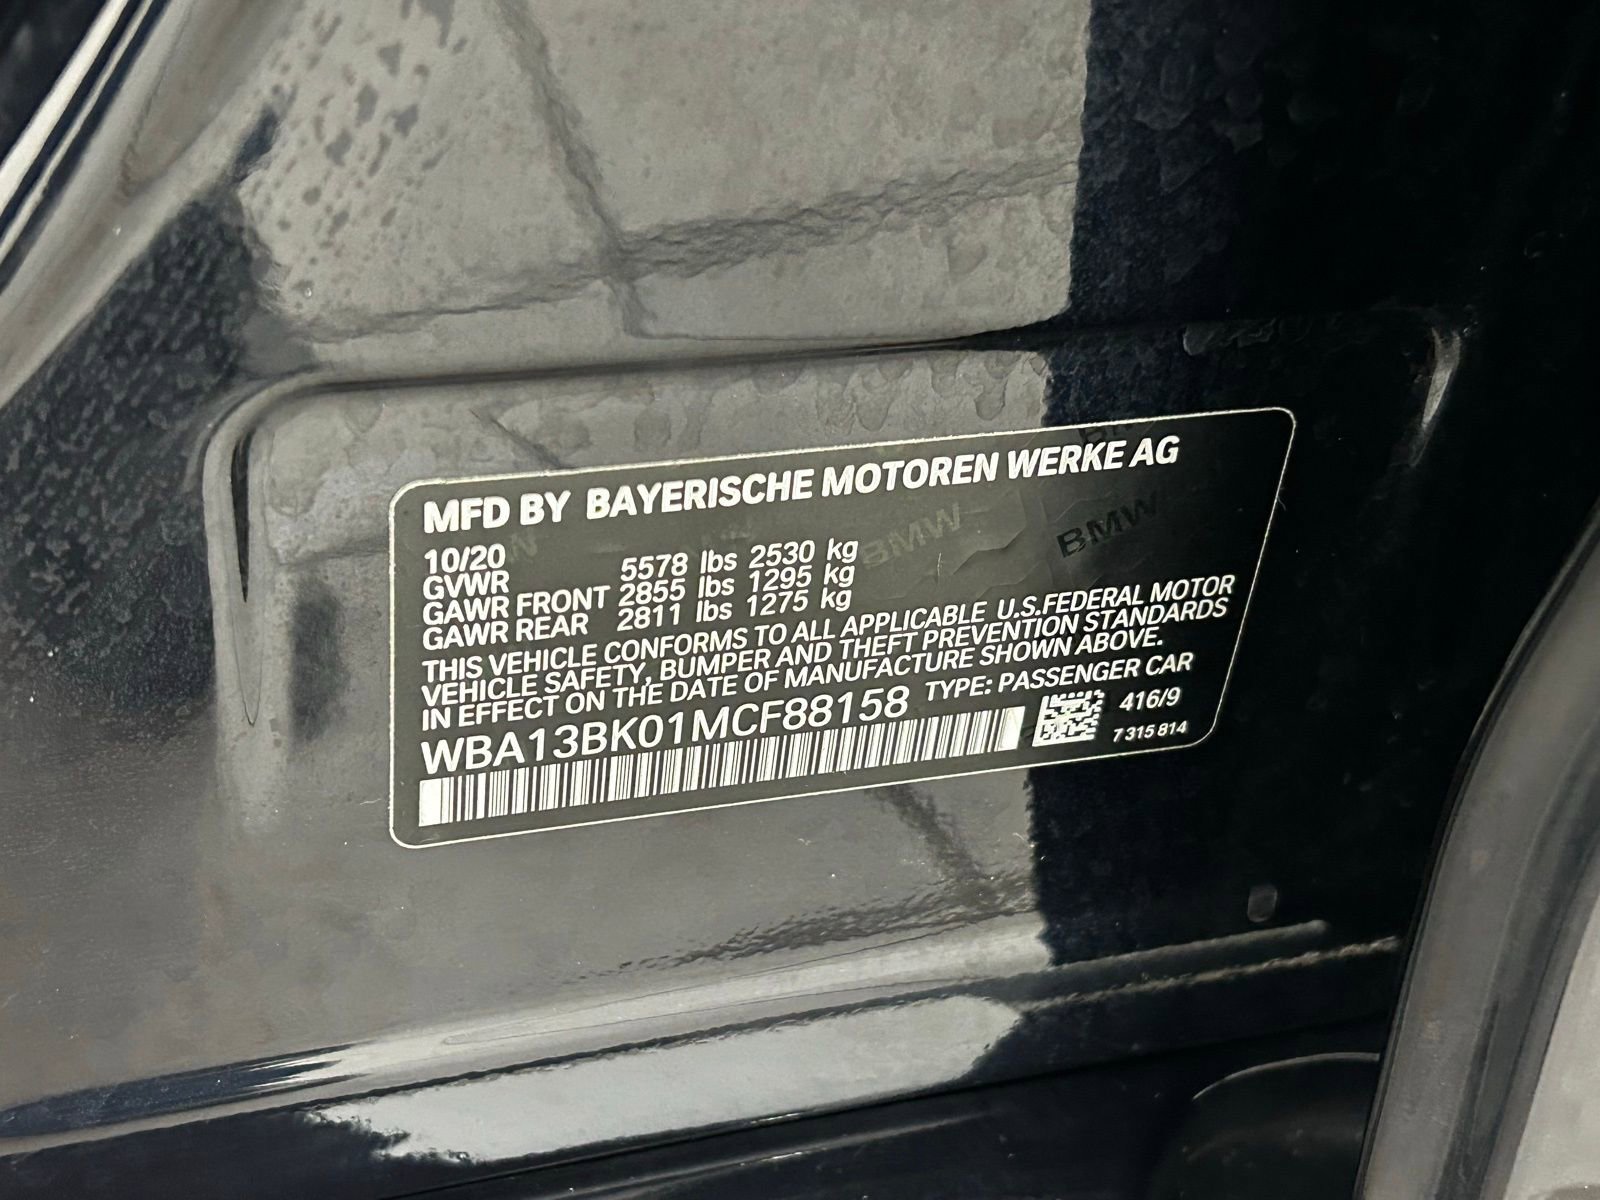 MFD BY BAYERISCHE MOTOREN WERKE AG
10/20
GVWR 5578 lbs 2530 kg
GAWR FRONT 2855 lbs 1295 kg
GAWR REAR 2811 lbs 1275 kg
THIS VEHICLE CONFORMS TO ALL APPLICABLE U.S.FEDERAL MOTOR
VEHICLE SAFETY, BUMPER AND THEFT PREVENTION STANDARDS
IN EFFECT ON THE DATE OF MANUFACTURE SHOWN ABOVE.
WBA13BK01MCF88158 TYPE: PASSENGER CAR
416/9
7 315 814
BMW
BMW